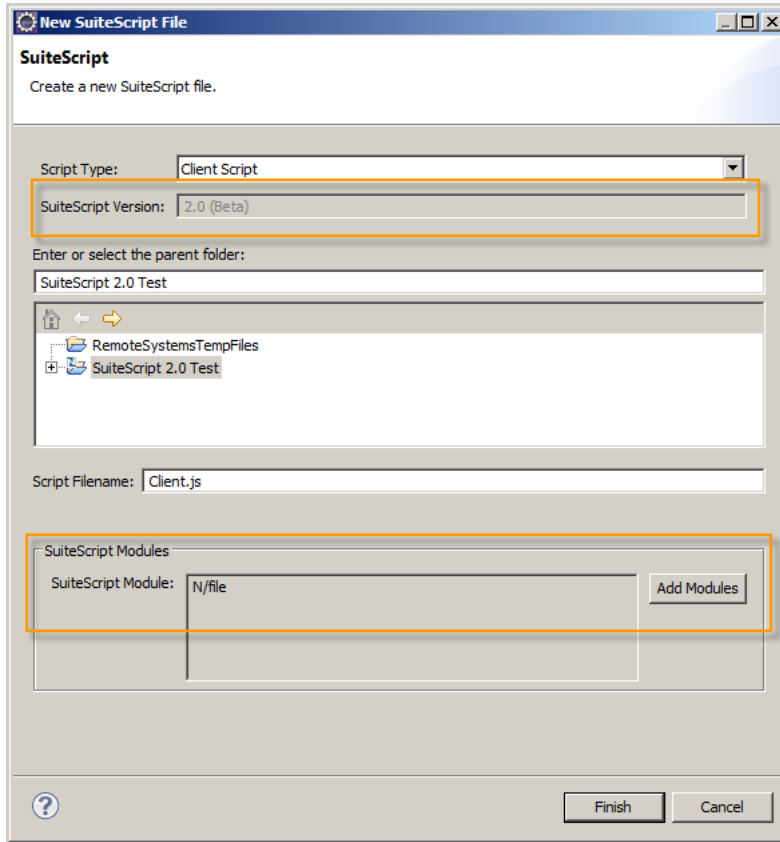 New SuiteScript File
SuiteScript
Create a new SuiteScript file.
Script Type: Client Script
SuiteScript Version: 2.0 (Beta)
Enter or select the parent folder:
SuiteScript 2.0 Test
RemoteSystemsTempFiles
SuiteScript 2.0 Test
Script Filename: Client.js
SuiteScript Modules
SuiteScript Module: N/file Add Modules
? Finish Cancel